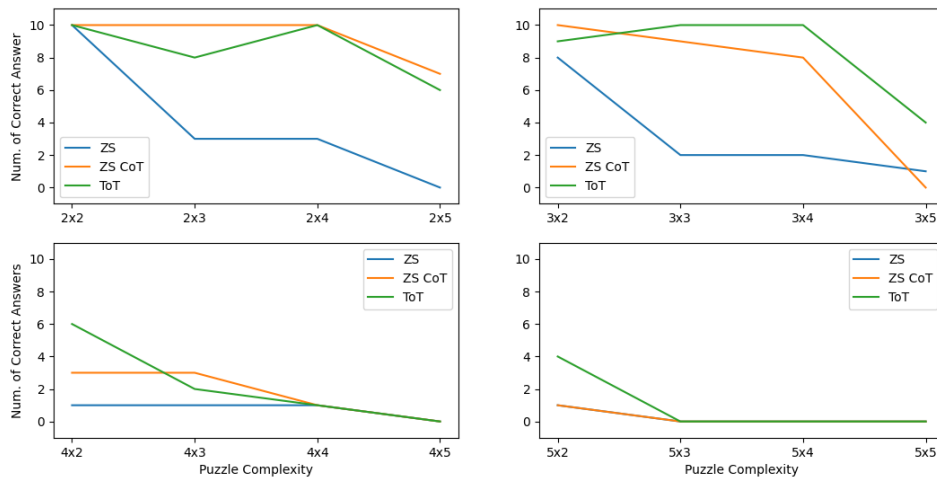 Num. of Correct Answer
10
8
6
4
2
0
ZS
ZS CoT
ToT
2x2 2x3 2x4 2x5
10
8
6
4
2
0
ZS
ZS CoT
ToT
3x2 3x3 3x4 3x5
Num. of Correct Answers
10
8
6
4
2
0
ZS
ZS CoT
ToT
4x2 4x3 4x4 4x5
Puzzle Complexity
10
8
6
4
2
0
ZS
ZS CoT
ToT
5x2 5x3 5x4 5x5
Puzzle Complexity